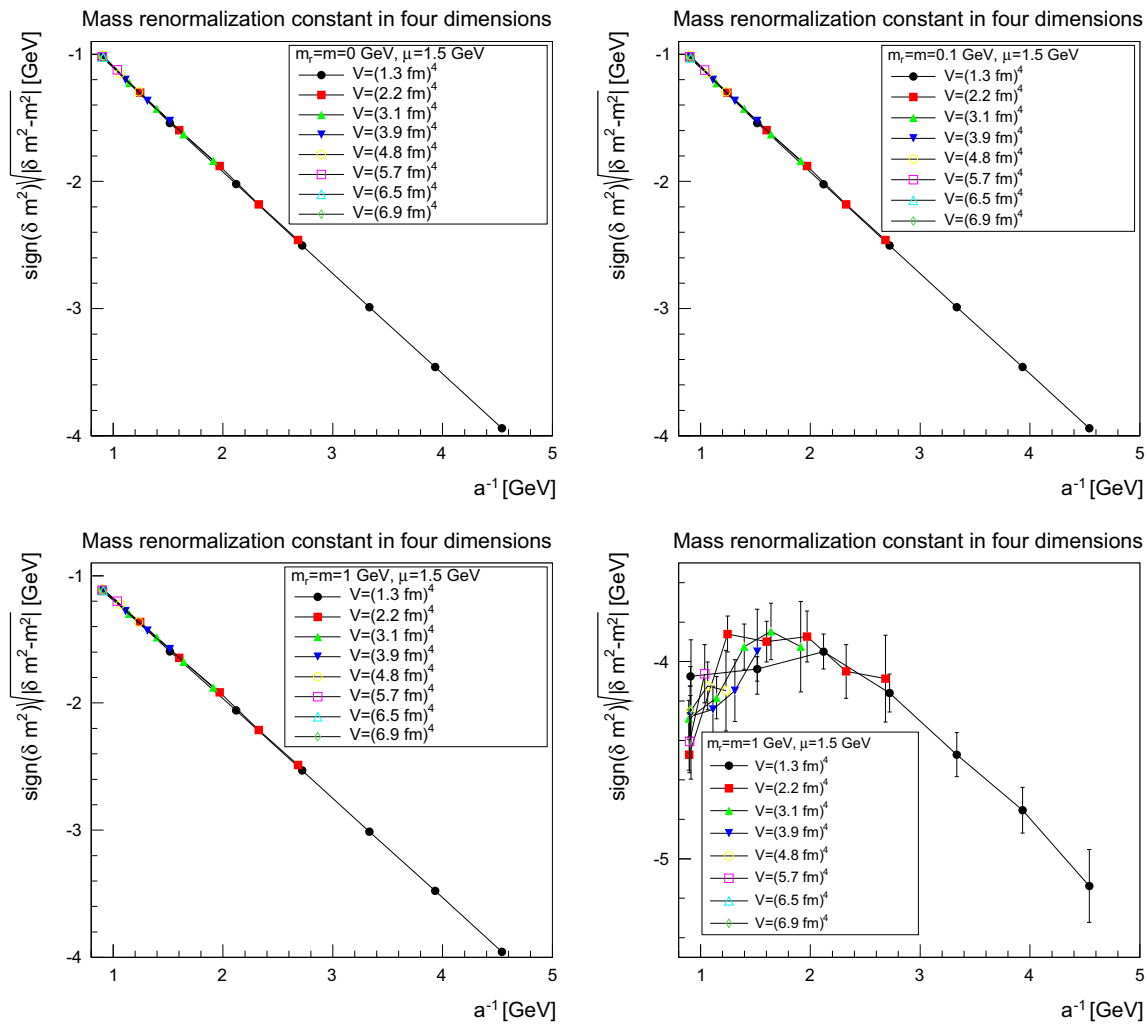 Mass renormalization constant in four dimensions
sign(δ m²)√|δ m²-m²| [GeV]
-1
-2
-3
-4
m_r=m=0 GeV, μ=1.5 GeV
V=(1.3 fm)⁴
V=(2.2 fm)⁴
V=(3.1 fm)⁴
V=(3.9 fm)⁴
V=(4.8 fm)⁴
V=(5.7 fm)⁴
V=(6.5 fm)⁴
V=(6.9 fm)⁴
1 2 3 4 5
a⁻¹ [GeV]
Mass renormalization constant in four dimensions
sign(δ m²)√|δ m²-m²| [GeV]
-1
-2
-3
-4
m_r=m=0.1 GeV, μ=1.5 GeV
V=(1.3 fm)⁴
V=(2.2 fm)⁴
V=(3.1 fm)⁴
V=(3.9 fm)⁴
V=(4.8 fm)⁴
V=(5.7 fm)⁴
V=(6.5 fm)⁴
V=(6.9 fm)⁴
1 2 3 4 5
a⁻¹ [GeV]
Mass renormalization constant in four dimensions
sign(δ m²)√|δ m²-m²| [GeV]
-1
-2
-3
-4
m_r=m=1 GeV, μ=1.5 GeV
V=(1.3 fm)⁴
V=(2.2 fm)⁴
V=(3.1 fm)⁴
V=(3.9 fm)⁴
V=(4.8 fm)⁴
V=(5.7 fm)⁴
V=(6.5 fm)⁴
V=(6.9 fm)⁴
1 2 3 4 5
a⁻¹ [GeV]
Mass renormalization constant in four dimensions
sign(δ m²)√|δ m²-m²| [GeV]
-4
-5
m_r=m=1 GeV, μ=1.5 GeV
V=(1.3 fm)⁴
V=(2.2 fm)⁴
V=(3.1 fm)⁴
V=(3.9 fm)⁴
V=(4.8 fm)⁴
V=(5.7 fm)⁴
V=(6.5 fm)⁴
V=(6.9 fm)⁴
1 2 3 4 5
a⁻¹ [GeV]